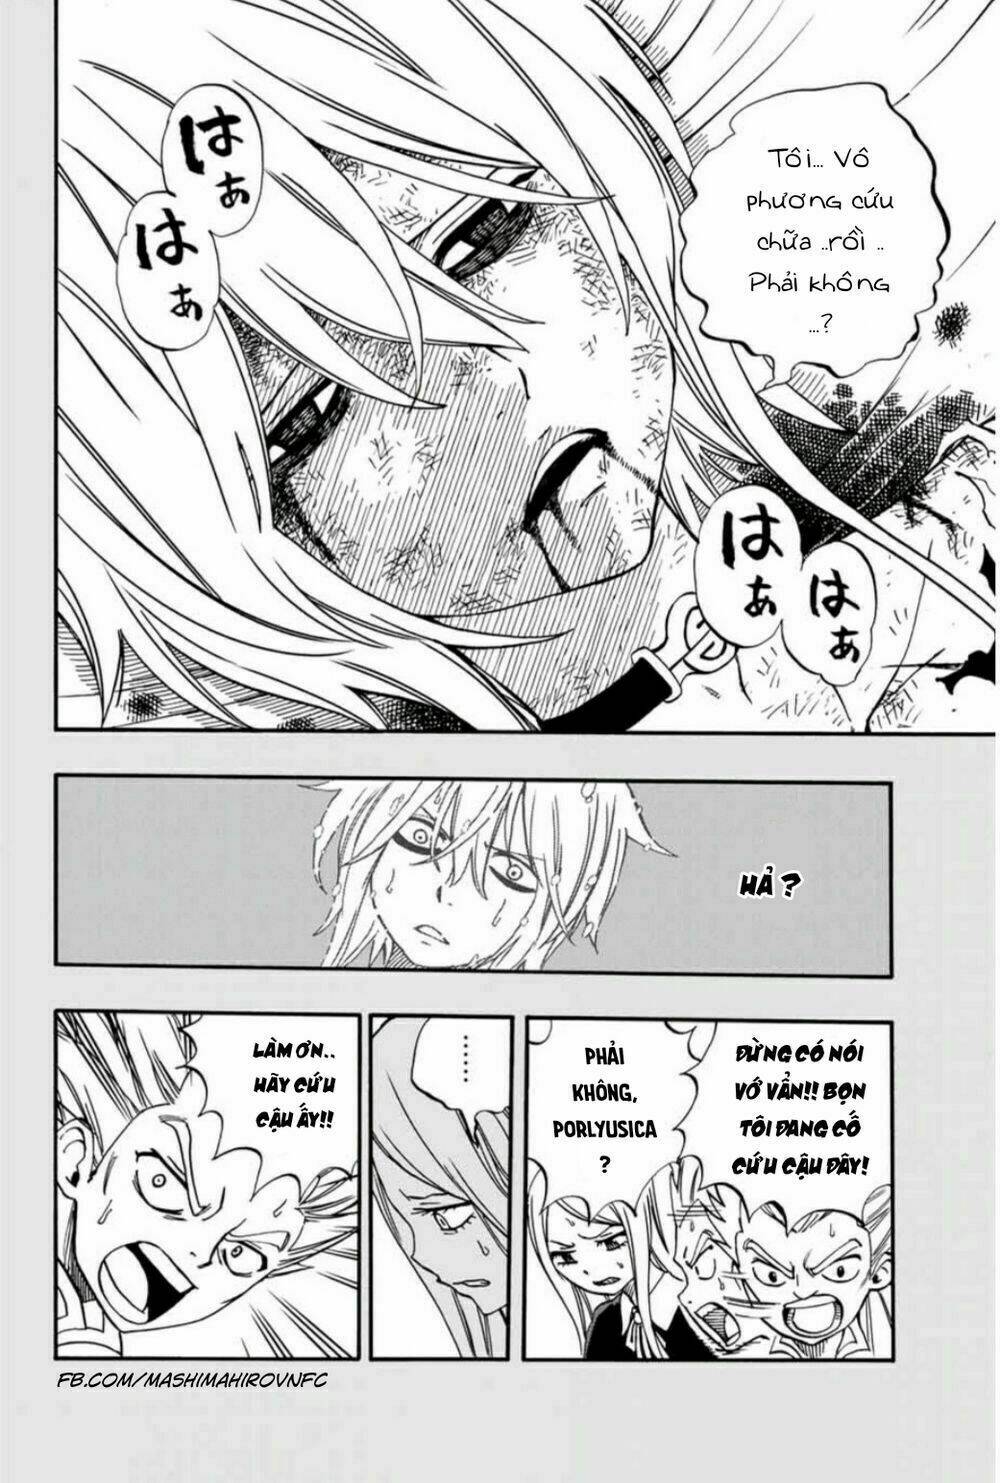 Tôi... Vô
phương cứu
chữa ..rồi ..
Phải không
...?
はぁ
はぁ
はぁ
はぁ
HẢ ?
ĐỪNG CÓ NÓI
VỚ VẨN!! BỌN
TÔI ĐANG CỐ
CỨU CẬU ĐÂY!
PHẢI
KHÔNG,
PORLYUSICA
?
......
LÀM ƠN..
HÃY CỨU
CẬU ẤY!!
FB.COM/MASHIMAHIROVNFC